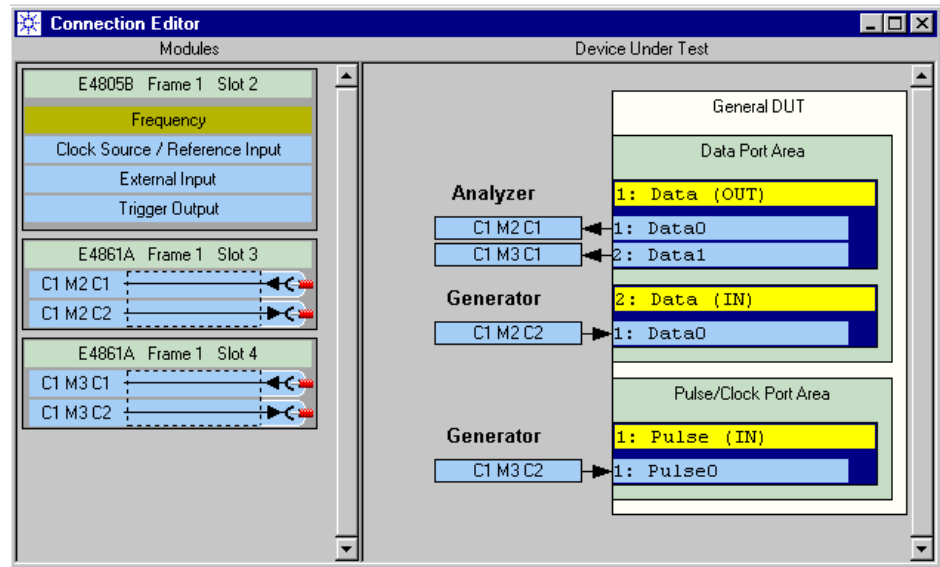 Connection Editor
Modules
Device Under Test
E4805B Frame 1 Slot 2
Frequency
Clock Source / Reference Input
External Input
Trigger Output
E4861A Frame 1 Slot 3
C1 M2 C1
C1 M2 C2
E4861A Frame 1 Slot 4
C1 M3 C1
C1 M3 C2
General DUT
Data Port Area
Analyzer
1: Data (OUT)
C1 M2 C1
1: Data0
C1 M3 C1
2: Data1
Generator
2: Data (IN)
C1 M2 C2
1: Data0
Pulse/Clock Port Area
Generator
1: Pulse (IN)
C1 M3 C2
1: Pulse0